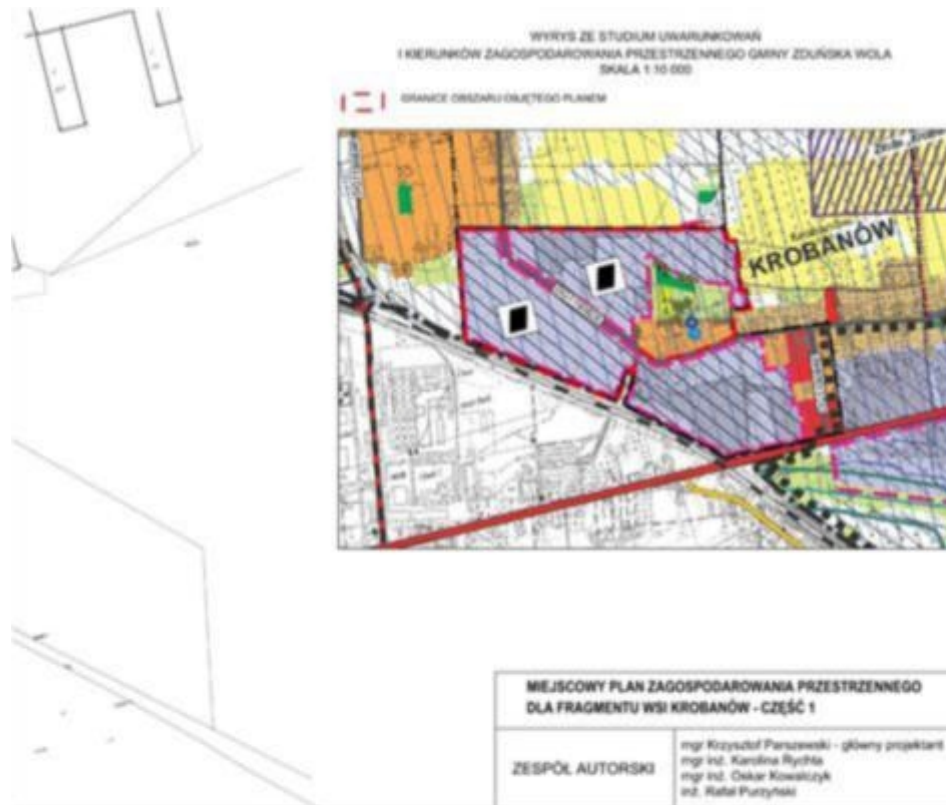 WYRYS ZE STUDIUM UWARUNKOWAŃ
I KIERUNKÓW ZAGOSPODAROWANIA PRZESTRZENNEGO GMINY ZDUŃSKA WOLA
SKALA 1:10 000
GRANICE OBSZARU OBJĘTEGO PLANEM
KROBANÓW
MIEJSCOWY PLAN ZAGOSPODAROWANIA PRZESTRZENNEGO
DLA FRAGMENTU WSI KROBANÓW - CZĘŚĆ 1
ZESPÓŁ AUTORSKI
mgr Krzysztof Parszewski - główny projektant
mgr inż. Karolina Rychta
mgr inż. Oskar Kowalczyk
inż. Rafał Purzyński